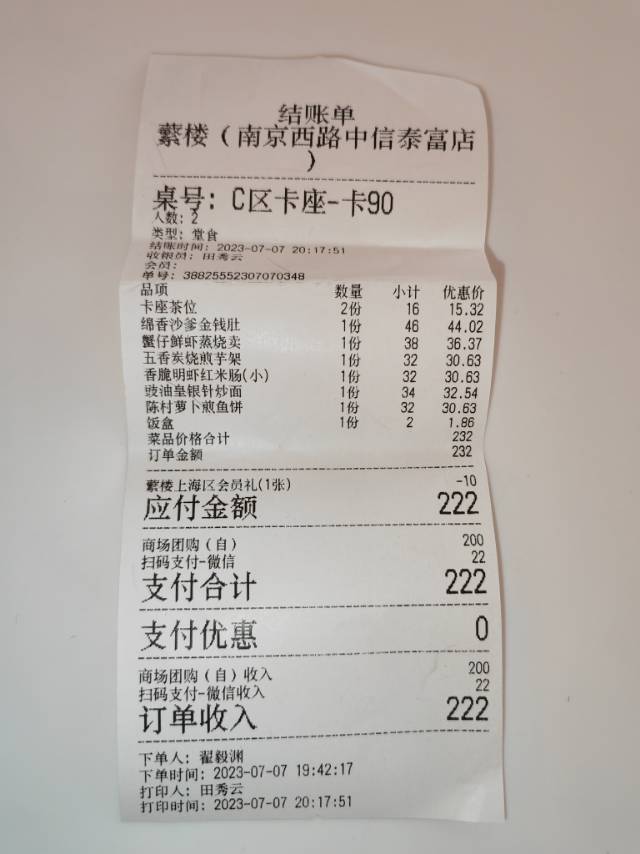 结账单
蘩楼（南京西路中信泰富店
）
桌号: C区卡座-卡90
人数: 2
类型: 堂食
结账时间: 2023-07-07 20:17:51
收银员: 田秀云
会员:
单号: 38825552307070348
品项 数量 小计 优惠价
卡座茶位 2份 16 15.32
绵香沙爹金钱肚 1份 46 44.02
蟹仔鲜虾蒸烧卖 1份 38 36.37
五香炭烧煎芋架 1份 32 30.63
香脆明虾红米肠(小) 1份 32 30.63
豉油皇银针炒面 1份 34 32.54
陈村萝卜煎鱼饼 1份 32 30.63
饭盒 1份 2 1.86
菜品价格合计 232
订单金额 232
蘩楼上海区会员礼(1张) -10
应付金额 222
商场团购（自） 200
扫码支付-微信 22
支付合计 222
支付优惠 0
商场团购（自）收入 200
扫码支付-微信收入 22
订单收入 222
下单人: 翟毅渊
下单时间: 2023-07-07 19:42:17
打印人: 田秀云
打印时间: 2023-07-07 20:17:51